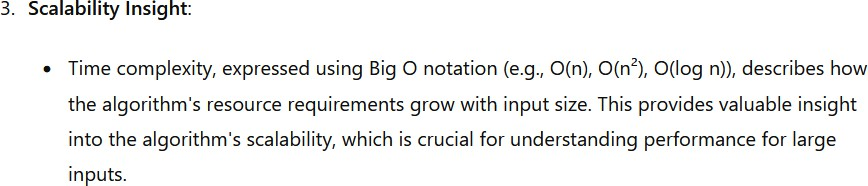 3. Scalability Insight:
• Time complexity, expressed using Big O notation (e.g., O(n), O(n²), O(log n)), describes how
the algorithm's resource requirements grow with input size. This provides valuable insight
into the algorithm's scalability, which is crucial for understanding performance for large
inputs.